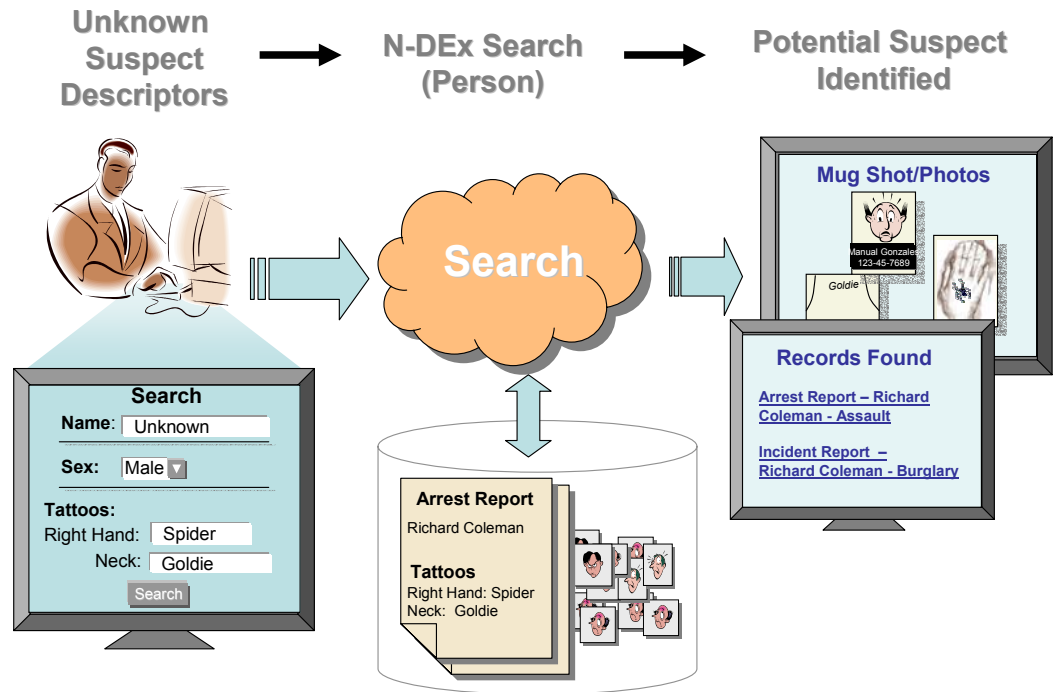 Unknown
Suspect
Descriptors
N-DEx Search
(Person)
Potential Suspect
Identified
Search
Name: Unknown
Sex: Male
Tattoos:
Right Hand: Spider
Neck: Goldie
Search
Search
Arrest Report
Richard Coleman
Tattoos
Right Hand: Spider
Neck: Goldie
Mug Shot/Photos
Manual Gonzales
123-45-7689
Goldie
Records Found
Arrest Report – Richard
Coleman - Assault
Incident Report –
Richard Coleman - Burglary